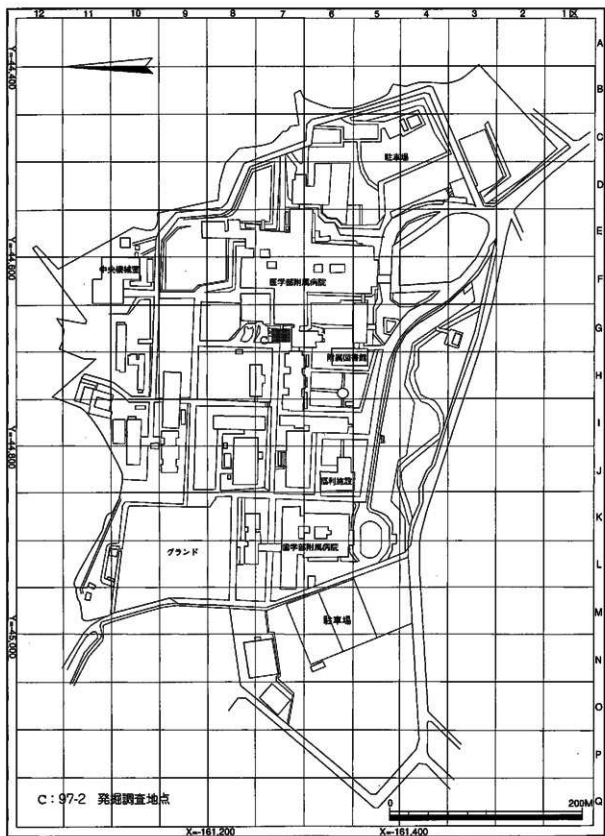 12 11 10 9 8 7 6 5 4 3 2 1区
A
B
C
D
E
F
G
H
I
J
K
L
M
N
O
P
Q
Y=-44,400
Y=-44,600
Y=-44,800
Y=-45,000
駐車場
中央機械室
医学部附属病院
附属図書館
福利施設
グランド
歯学部附属病院
駐車場
C：97-2 発掘調査地点
0 200M
X=-161,200 X=-161,400